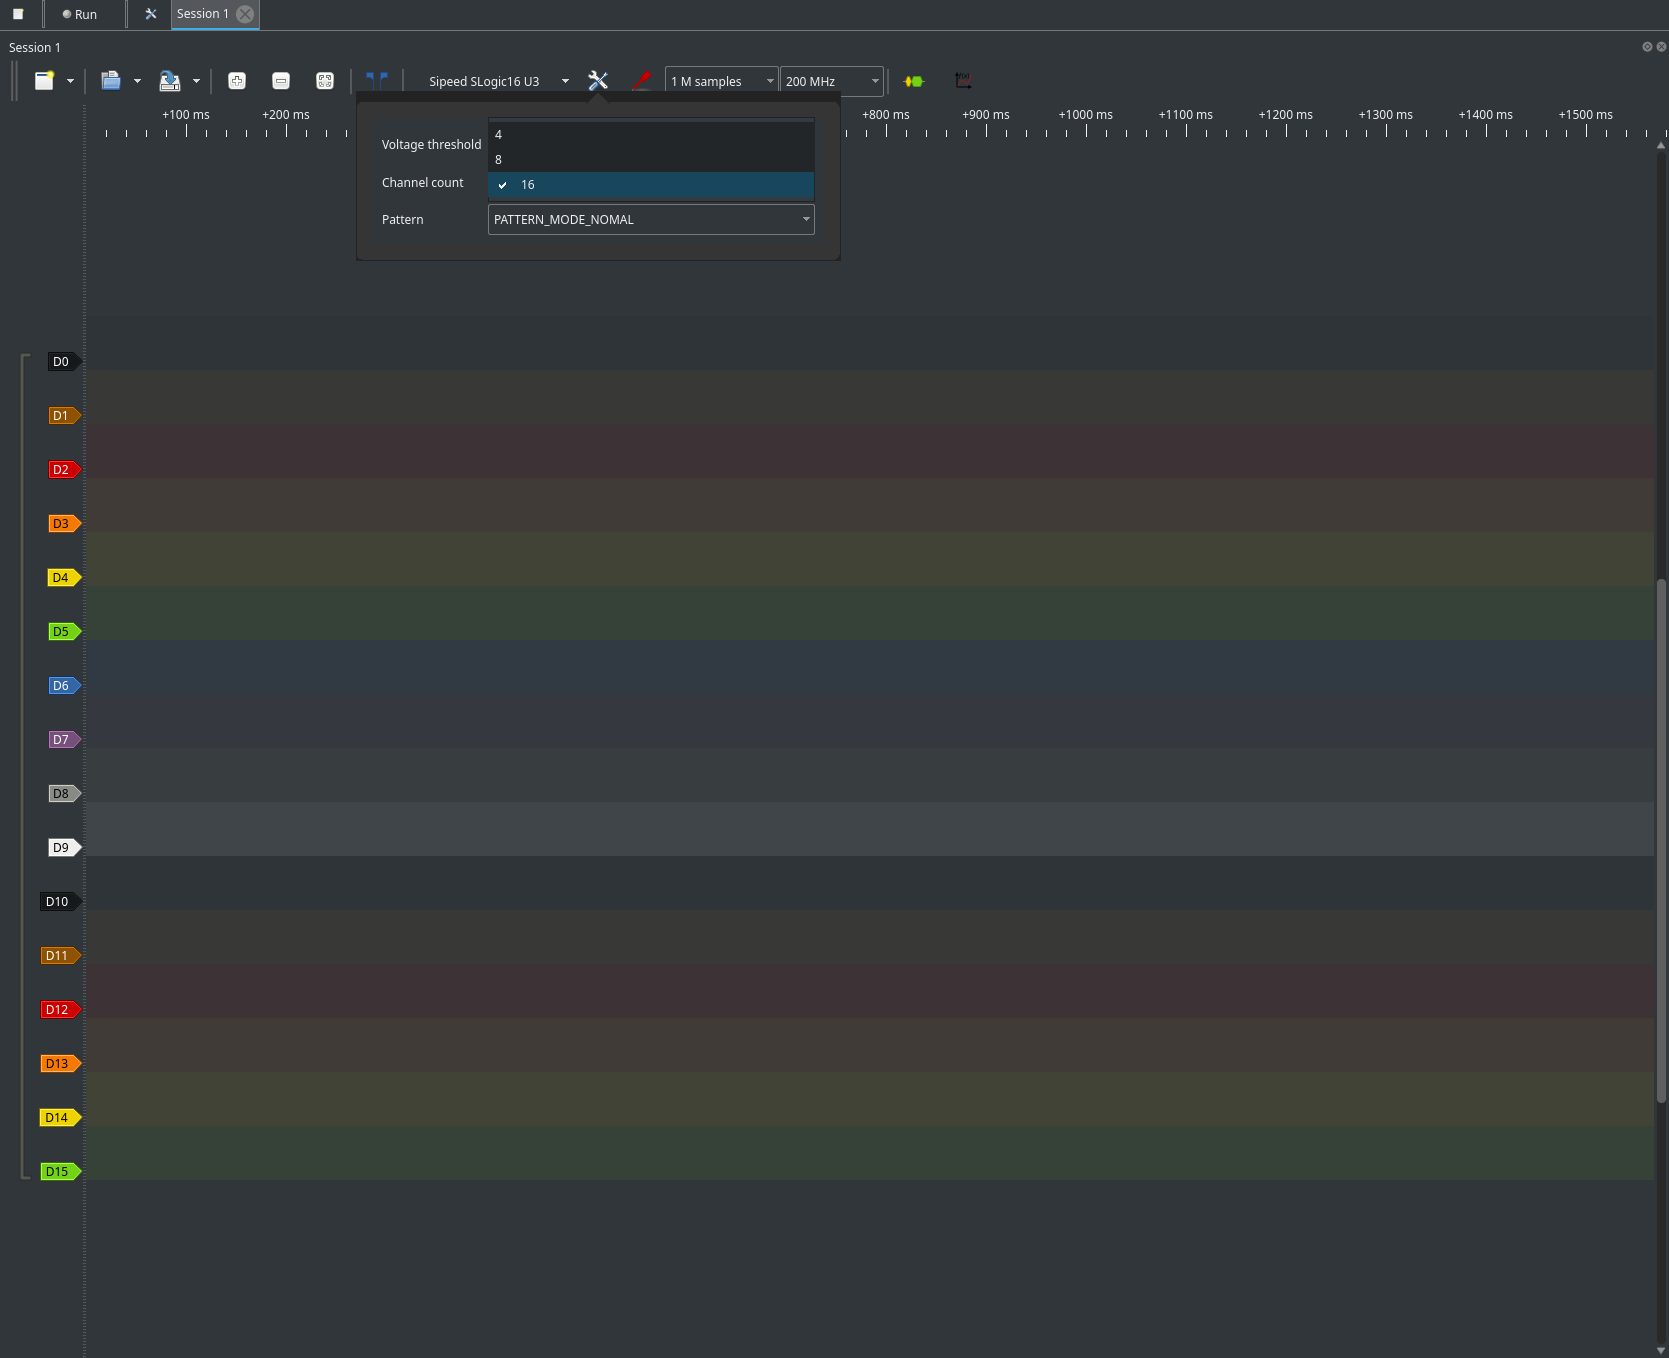 Run
Session 1
Session 1
Sipeed SLogic16 U3
1 M samples
200 MHz
+100 ms
+200 ms
+800 ms
+900 ms
+1000 ms
+1100 ms
+1200 ms
+1300 ms
+1400 ms
+1500 ms
Voltage threshold
4
8
Channel count
16
Pattern
PATTERN_MODE_NOMAL
D0
D1
D2
D3
D4
D5
D6
D7
D8
D9
D10
D11
D12
D13
D14
D15